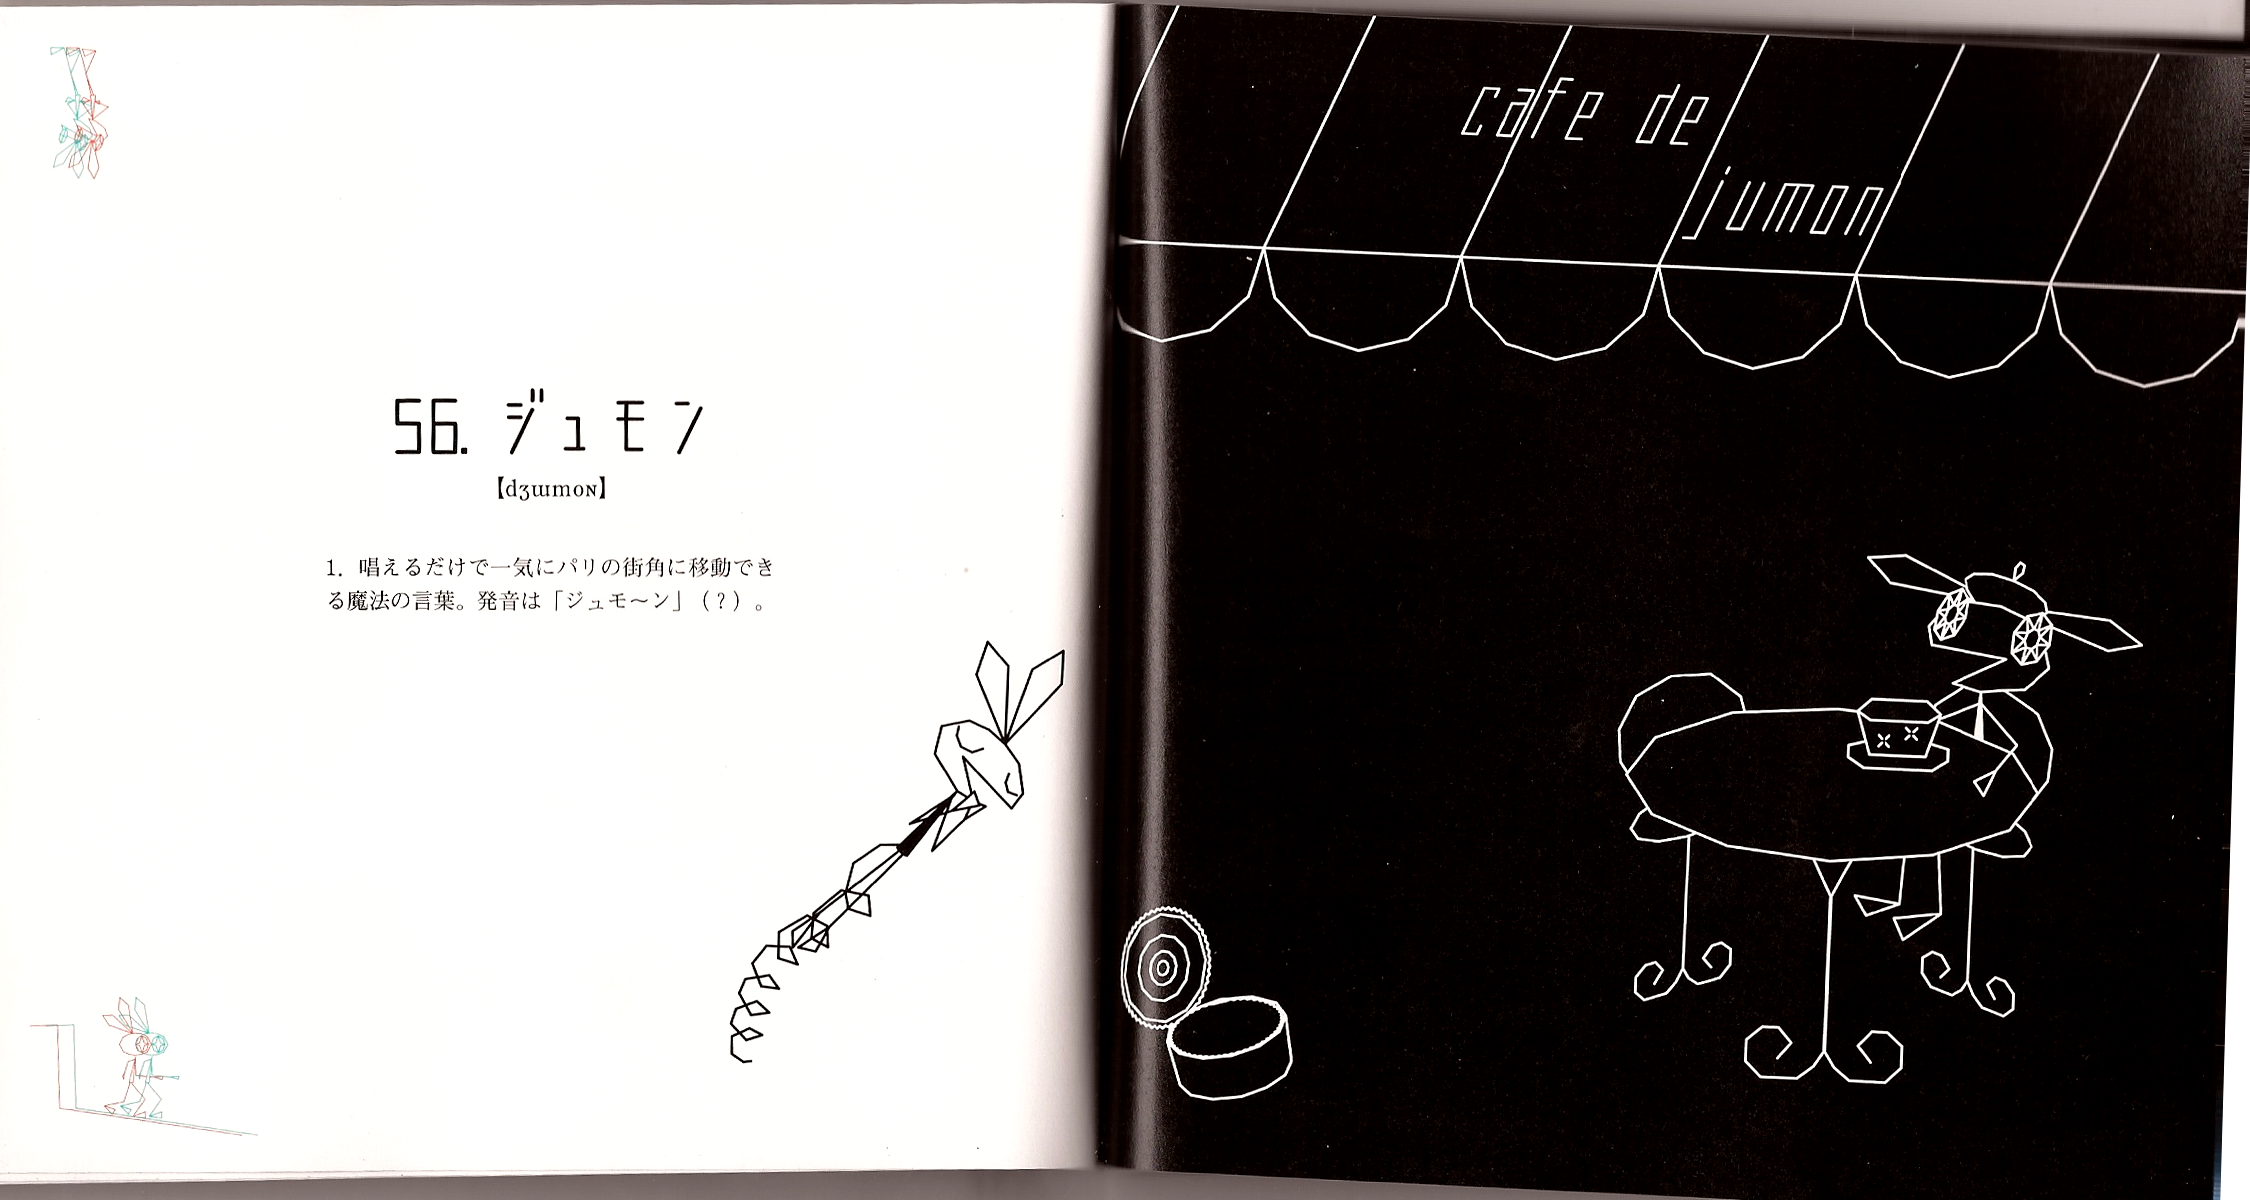 56. ジュモン
【dʒɯmoɴ】
1. 唱えるだけで一気にパリの街角に移動でき
る魔法の言葉。発音は「ジュモ〜ン」（？）。
cafe de
jumon